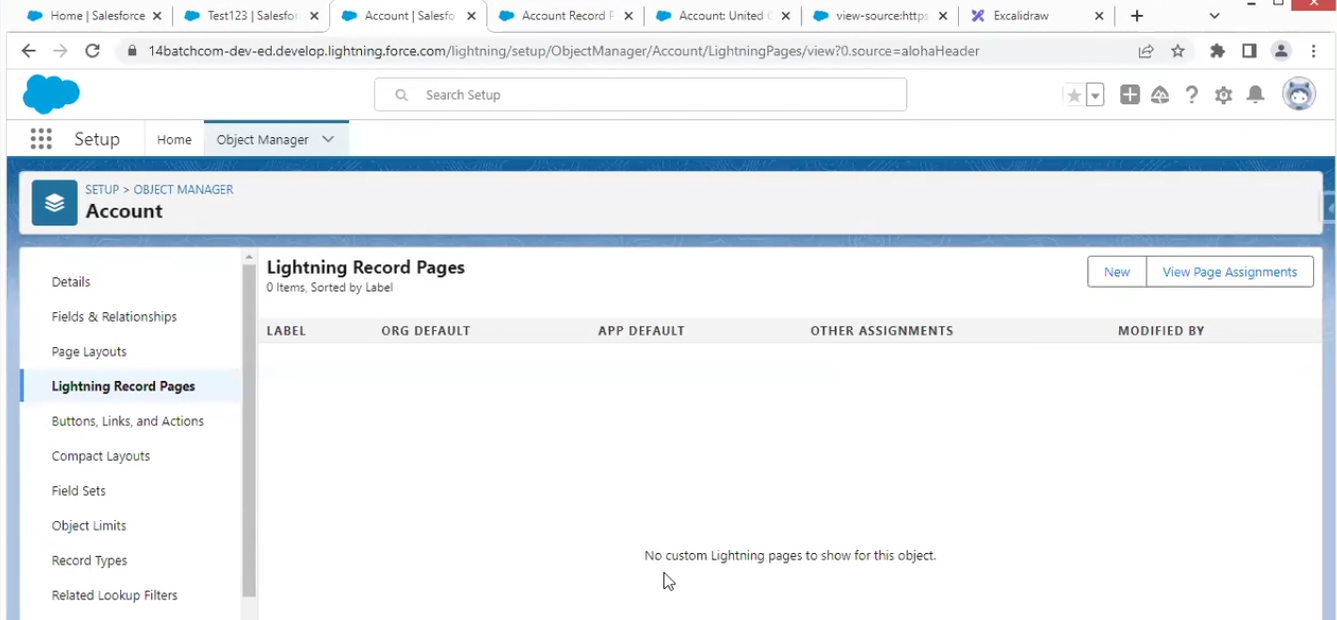 Home | Salesforce
Test123 | Salesfor
Account | Salesfo
Account Record P
Account: United
view-source:https
Excalidraw
14batchcom-dev-ed.develop.lightning.force.com/lightning/setup/ObjectManager/Account/LightningPages/view?0.source=alohaHeader
Search Setup
Setup
Home
Object Manager
SETUP > OBJECT MANAGER
Account
Details
Fields & Relationships
Page Layouts
Lightning Record Pages
Buttons, Links, and Actions
Compact Layouts
Field Sets
Object Limits
Record Types
Related Lookup Filters
Lightning Record Pages
0 Items, Sorted by Label
New
View Page Assignments
LABEL ORG DEFAULT APP DEFAULT OTHER ASSIGNMENTS MODIFIED BY
No custom Lightning pages to show for this object.